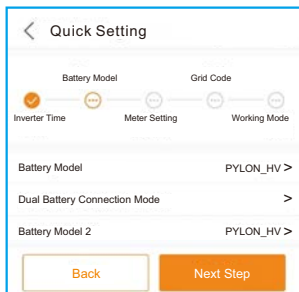 Quick Setting
Battery Model Grid Code
Inverter Time Meter Setting Working Mode
Battery Model PYLON_HV >
Dual Battery Connection Mode >
Battery Model 2 PYLON_HV >
Back Next Step